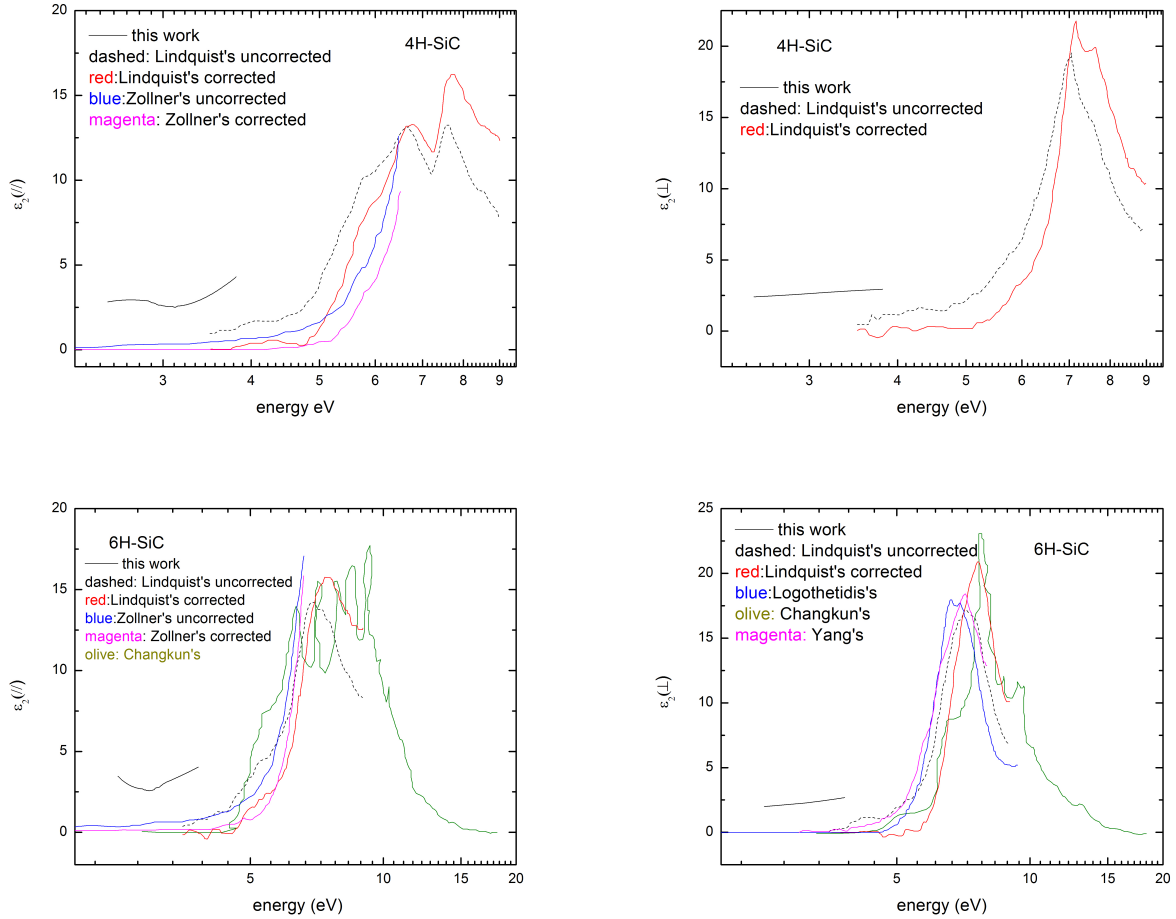 this work
4H-SiC
dashed: Lindquist's uncorrected
red:Lindquist's corrected
blue:Zollner's uncorrected
magenta: Zollner's corrected
20
15
10
5
0
ε2(//)
3 4 5 6 7 8 9
energy eV
4H-SiC
this work
dashed: Lindquist's uncorrected
red:Lindquist's corrected
20
15
10
5
0
ε2(⊥)
3 4 5 6 7 8 9
energy (eV)
6H-SiC
this work
dashed: Lindquist's uncorrected
red:Lindquist's corrected
blue:Zollner's uncorrected
magenta: Zollner's corrected
olive: Changkun's
20
15
10
5
0
ε2(//)
5 10 15 20
energy (eV)
this work
6H-SiC
dashed: Lindquist's uncorrected
red:Lindquist's corrected
blue:Logothetidis's
olive: Changkun's
magenta: Yang's
25
20
15
10
5
0
ε2(⊥)
5 10 15 20
energy (eV)